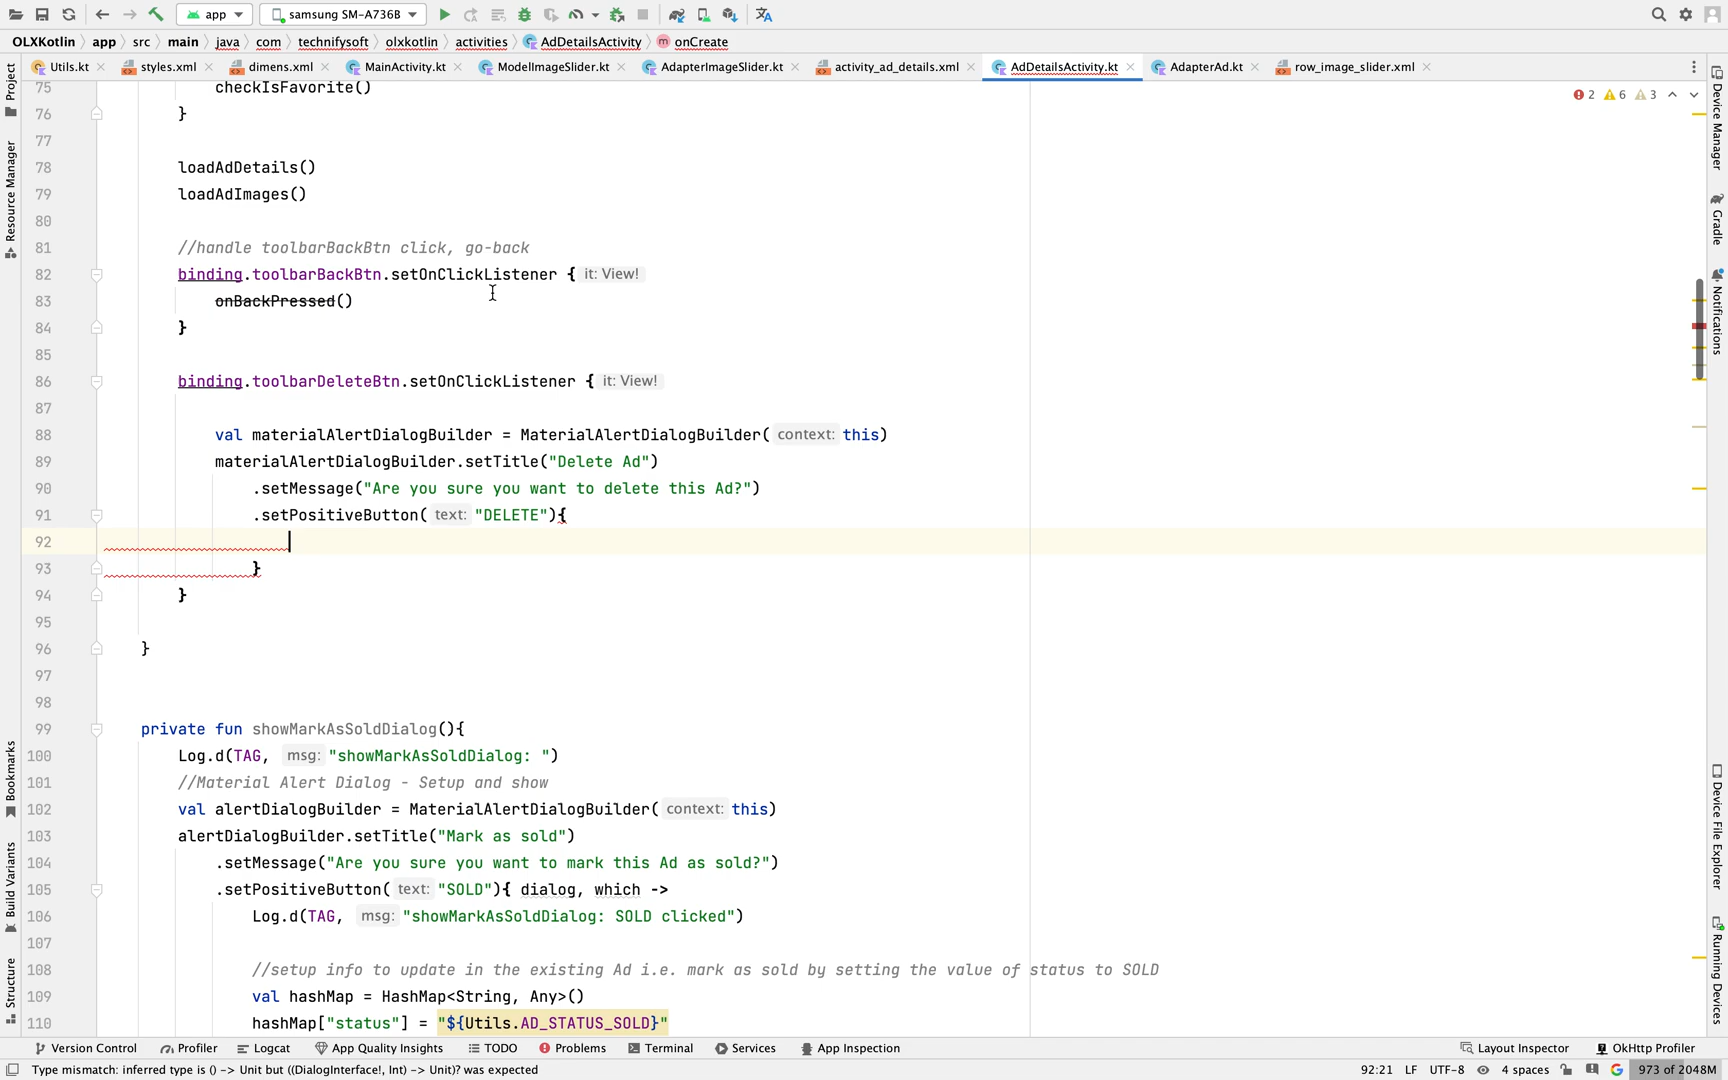 app
samsung SM-A736B
OLXKotlin
app
src
main
java
com
technifysoft
olxkotlin
activities
AdDetailsActivity
onCreate
Utils.kt
styles.xml
dimens.xml
MainActivity.kt
ModelImageSlider.kt
AdapterImageSlider.kt
activity_ad_details.xml
AdDetailsActivity.kt
AdapterAd.kt
row_image_slider.xml
2 6 3
75 checkIsFavorite()
76 }
77
78 loadAdDetails()
79 loadAdImages()
80
81 //handle toolbarBackBtn click, go-back
82 binding.toolbarBackBtn.setOnClickListener { it: View!
83 onBackPressed()
84 }
85
86 binding.toolbarDeleteBtn.setOnClickListener { it: View!
87
88 val materialAlertDialogBuilder = MaterialAlertDialogBuilder( context: this)
89 materialAlertDialogBuilder.setTitle("Delete Ad")
90 .setMessage("Are you sure you want to delete this Ad?")
91 .setPositiveButton( text: "DELETE"){
92
93 }
94 }
95
96 }
97
98
99 private fun showMarkAsSoldDialog(){
100 Log.d(TAG, msg: "showMarkAsSoldDialog: ")
101 //Material Alert Dialog - Setup and show
102 val alertDialogBuilder = MaterialAlertDialogBuilder( context: this)
103 alertDialogBuilder.setTitle("Mark as sold")
104 .setMessage("Are you sure you want to mark this Ad as sold?")
105 .setPositiveButton( text: "SOLD"){ dialog, which ->
106 Log.d(TAG, msg: "showMarkAsSoldDialog: SOLD clicked")
107
108 //setup info to update in the existing Ad i.e. mark as sold by setting the value of status to SOLD
109 val hashMap = HashMap<String, Any>()
110 hashMap["status"] = "${Utils.AD_STATUS_SOLD}"
Project
Resource Manager
Bookmarks
Build Variants
Structure
Device Manager
Gradle
Notifications
Device File Explorer
Running Devices
Version Control
Profiler
Logcat
App Quality Insights
TODO
Problems
Terminal
Services
App Inspection
Layout Inspector
OkHttp Profiler
Type mismatch: inferred type is () -> Unit but ((DialogInterface!, Int) -> Unit)? was expected
92:21 LF UTF-8 4 spaces 973 of 2048M